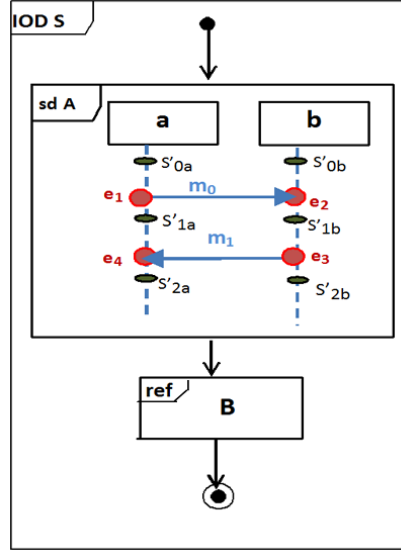 IOD S
sd A
a
b
S'0a
S'0b
e1
m0
e2
S'1a
S'1b
m1
e4
e3
S'2a
S'2b
ref
B